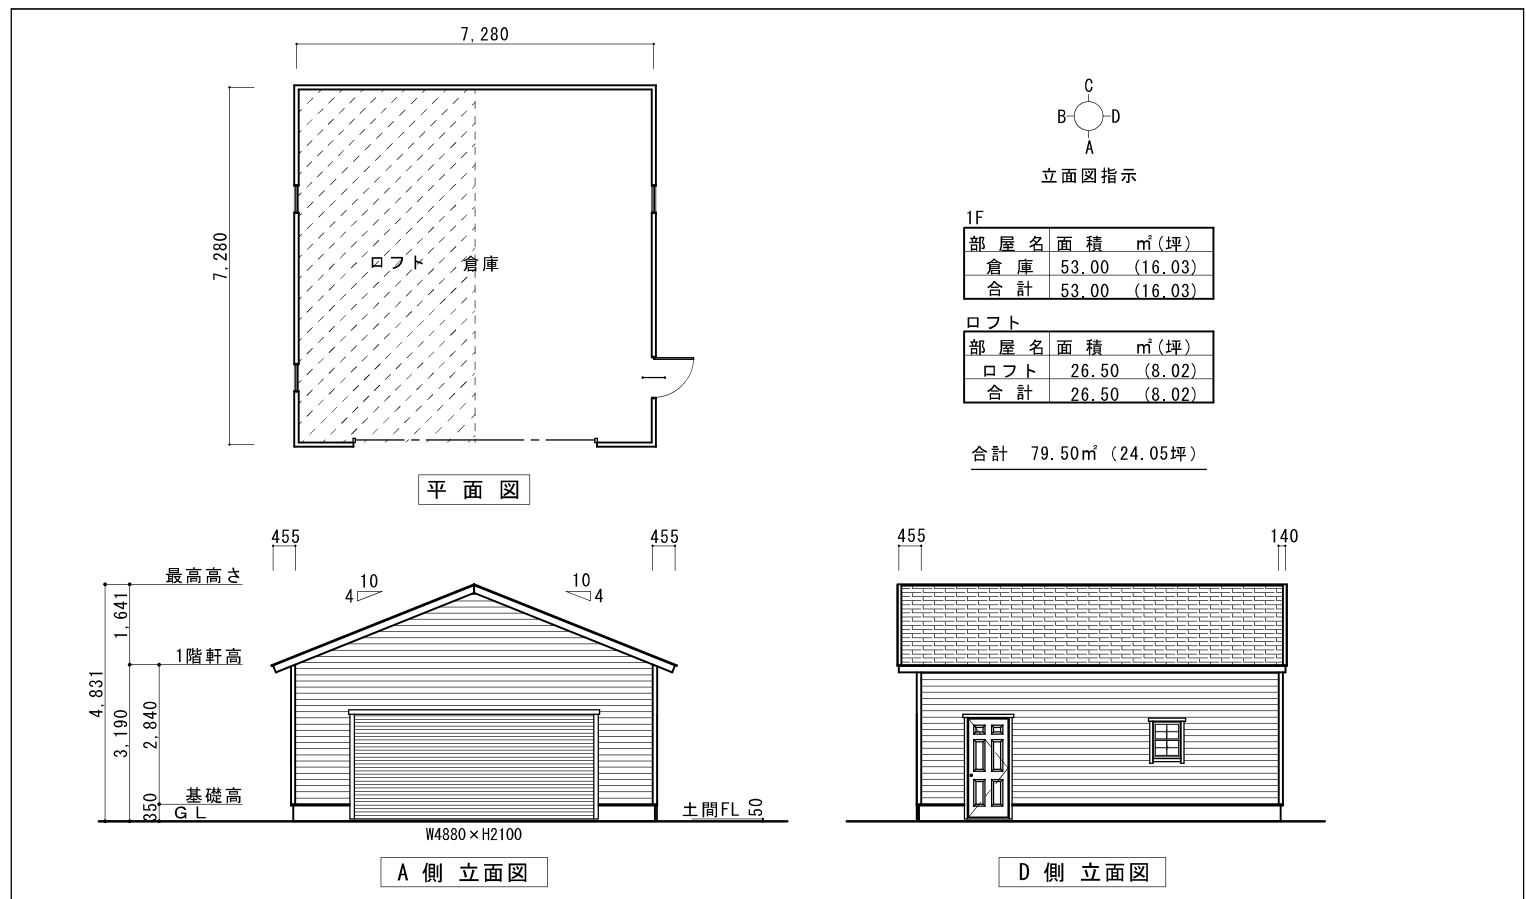 7,280
7,280
ロフト 倉庫
平 面 図
C
B D
A
立面図指示
1F
部 屋 名 面 積 ㎡(坪)
倉 庫 53.00 (16.03)
合 計 53.00 (16.03)
ロフト
部 屋 名 面 積 ㎡(坪)
ロフト 26.50 (8.02)
合 計 26.50 (8.02)
合計 79.50㎡ (24.05坪)
455 455
最高高さ
10
4
10
4
1,641
1階軒高
4,831
3,190
2,840
基礎高
350
GL
土間FL 50
W4880×H2100
A 側 立面図
455 140
D 側 立面図